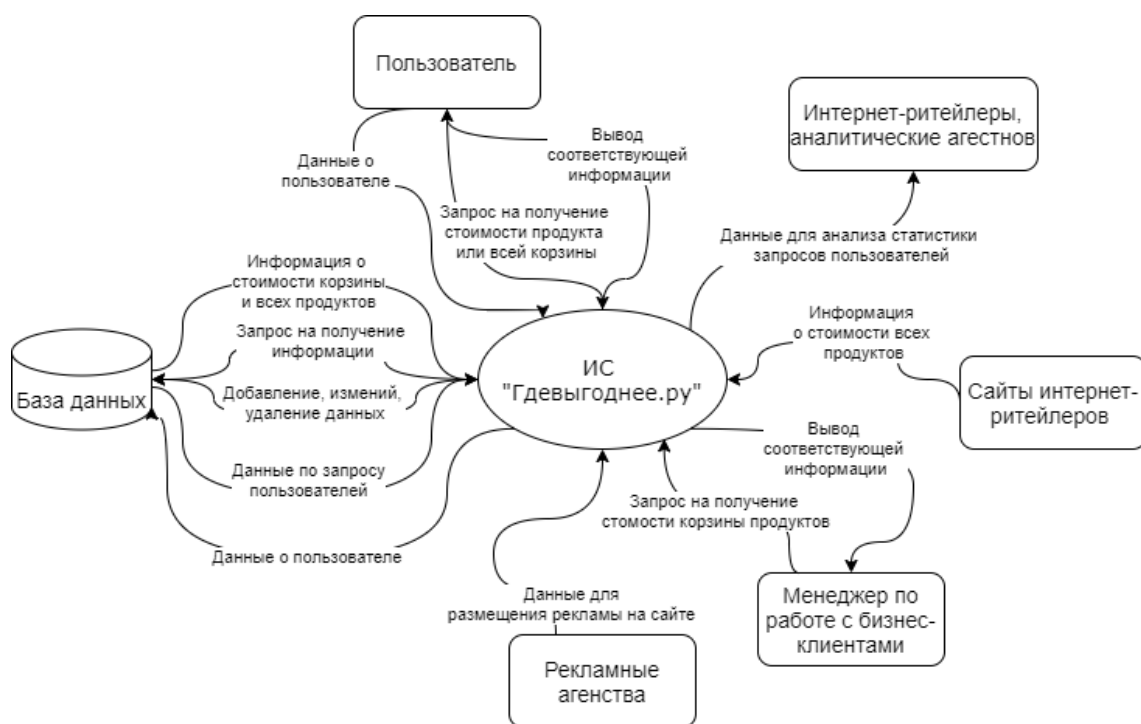 Пользователь
Интернет-ритейлеры,
аналитические агестнов
Данные о
пользователе
Вывод
соответствующей
информации
Запрос на получение
стоимости продукта
или всей корзины
Данные для анализа статистики
запросов пользователей
Информация о
стоимости корзины
и всех продуктов
Запрос на получение
информации
Добавление, измений,
удаление данных
База данных
ИС
"Гдевыгоднее.ру"
Информация
о стоимости всех
продуктов
Сайты интернет-
ритейлеров
Данные по запросу
пользователей
Данные о пользователе
Вывод
соответствующей
информации
Запрос на получение
стомости корзины продуктов
Данные для
размещения рекламы на сайте
Менеджер по
работе с бизнес-
клиентами
Рекламные
агенства